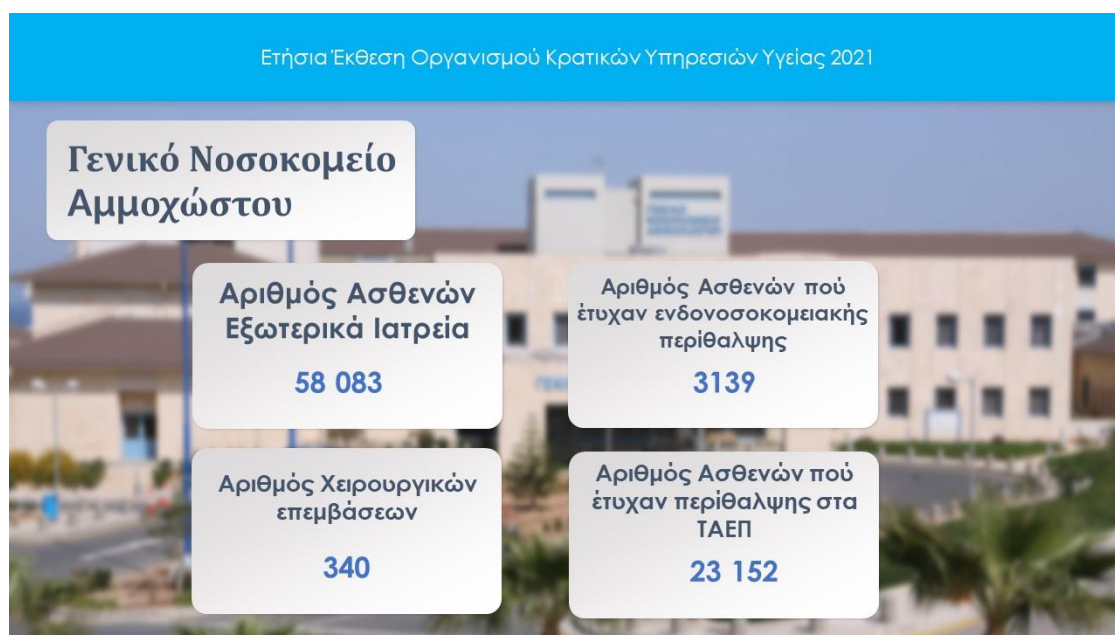 Ετήσια Έκθεση Οργανισμού Κρατικών Υπηρεσιών Υγείας 2021
Γενικό Νοσοκομείο
Αμμοχώστου
Αριθμός Ασθενών
Εξωτερικά Ιατρεία
58 083
Αριθμός Ασθενών πού
έτυχαν ενδονοσοκομειακής
περίθαλψης
3139
Αριθμός Χειρουργικών
επεμβάσεων
340
Αριθμός Ασθενών πού
έτυχαν περίθαλψης στα
ΤΑΕΠ
23 152